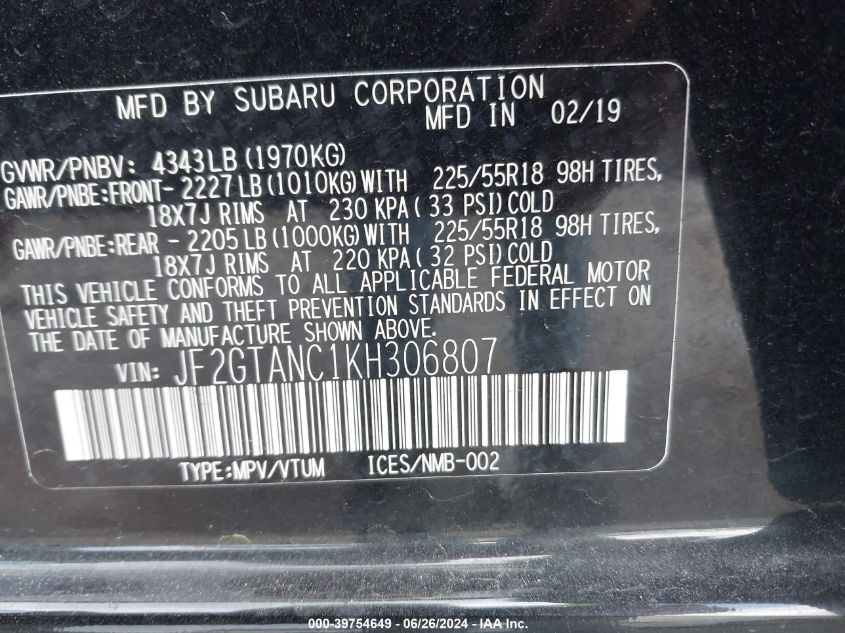 MFD BY SUBARU CORPORATION
MFD IN 02/19
GVWR/PNBV: 4343LB (1970KG)
GAWR/PNBE:FRONT- 2227LB (1010KG)WITH 225/55R18 98H TIRES,
18X7J RIMS AT 230 KPA( 33 PSI)COLD
GAWR/PNBE:REAR - 2205LB (1000KG)WITH 225/55R18 98H TIRES,
18X7J RIMS AT 220 KPA( 32 PSI)COLD
THIS VEHICLE CONFORMS TO ALL APPLICABLE FEDERAL MOTOR
VEHICLE SAFETY AND THEFT PREVENTION STANDARDS IN EFFECT ON
THE DATE OF MANUFACTURE SHOWN ABOVE.
VIN: JF2GTANC1KH306807
TYPE:MPV/VTUM ICES/NMB-002
000-39754649 - 06/26/2024 - IAA Inc.